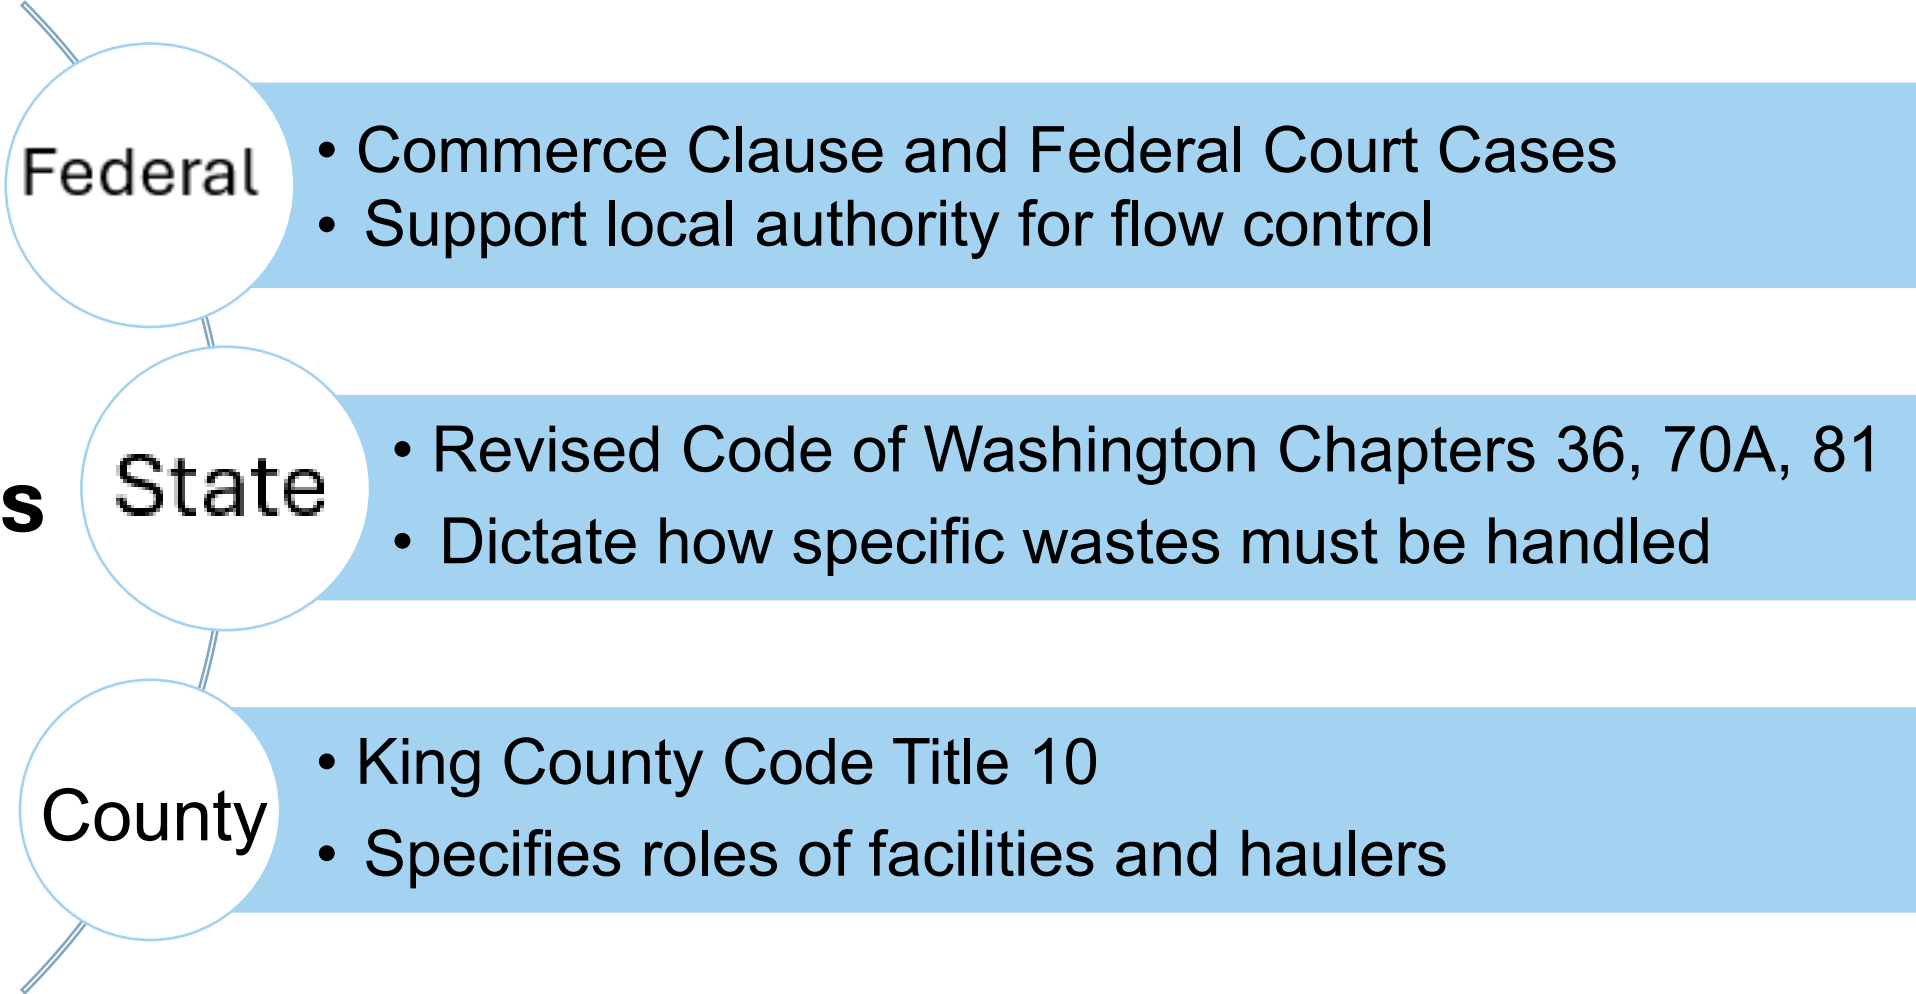 Federal
• Commerce Clause and Federal Court Cases
• Support local authority for flow control
s
State
• Revised Code of Washington Chapters 36, 70A, 81
• Dictate how specific wastes must be handled
County
• King County Code Title 10
• Specifies roles of facilities and haulers